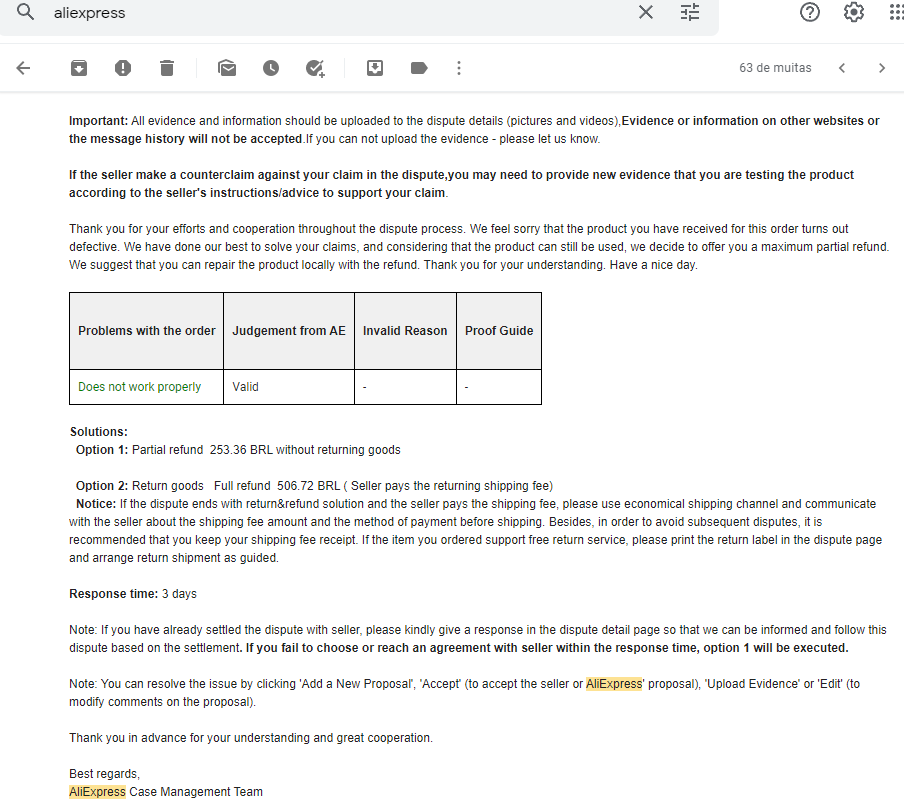 aliexpress
63 de muitas
Important: All evidence and information should be uploaded to the dispute details (pictures and videos),Evidence or information on other websites or
the message history will not be accepted.If you can not upload the evidence - please let us know.
If the seller make a counterclaim against your claim in the dispute,you may need to provide new evidence that you are testing the product
according to the seller's instructions/advice to support your claim.
Thank you for your efforts and cooperation throughout the dispute process. We feel sorry that the product you have received for this order turns out
defective. We have done our best to solve your claims, and considering that the product can still be used, we decide to offer you a maximum partial refund.
We suggest that you can repair the product locally with the refund. Thank you for your understanding. Have a nice day.
Problems with the order Judgement from AE Invalid Reason Proof Guide
Does not work properly Valid - -
Solutions:
Option 1: Partial refund 253.36 BRL without returning goods
Option 2: Return goods Full refund 506.72 BRL ( Seller pays the returning shipping fee)
Notice: If the dispute ends with return&refund solution and the seller pays the shipping fee, please use economical shipping channel and communicate
with the seller about the shipping fee amount and the method of payment before shipping. Besides, in order to avoid subsequent disputes, it is
recommended that you keep your shipping fee receipt. If the item you ordered support free return service, please print the return label in the dispute page
and arrange return shipment as guided.
Response time: 3 days
Note: If you have already settled the dispute with seller, please kindly give a response in the dispute detail page so that we can be informed and follow this
dispute based on the settlement. If you fail to choose or reach an agreement with seller within the response time, option 1 will be executed.
Note: You can resolve the issue by clicking 'Add a New Proposal', 'Accept' (to accept the seller or AliExpress' proposal), 'Upload Evidence' or 'Edit' (to
modify comments on the proposal).
Thank you in advance for your understanding and great cooperation.
Best regards,
AliExpress Case Management Team